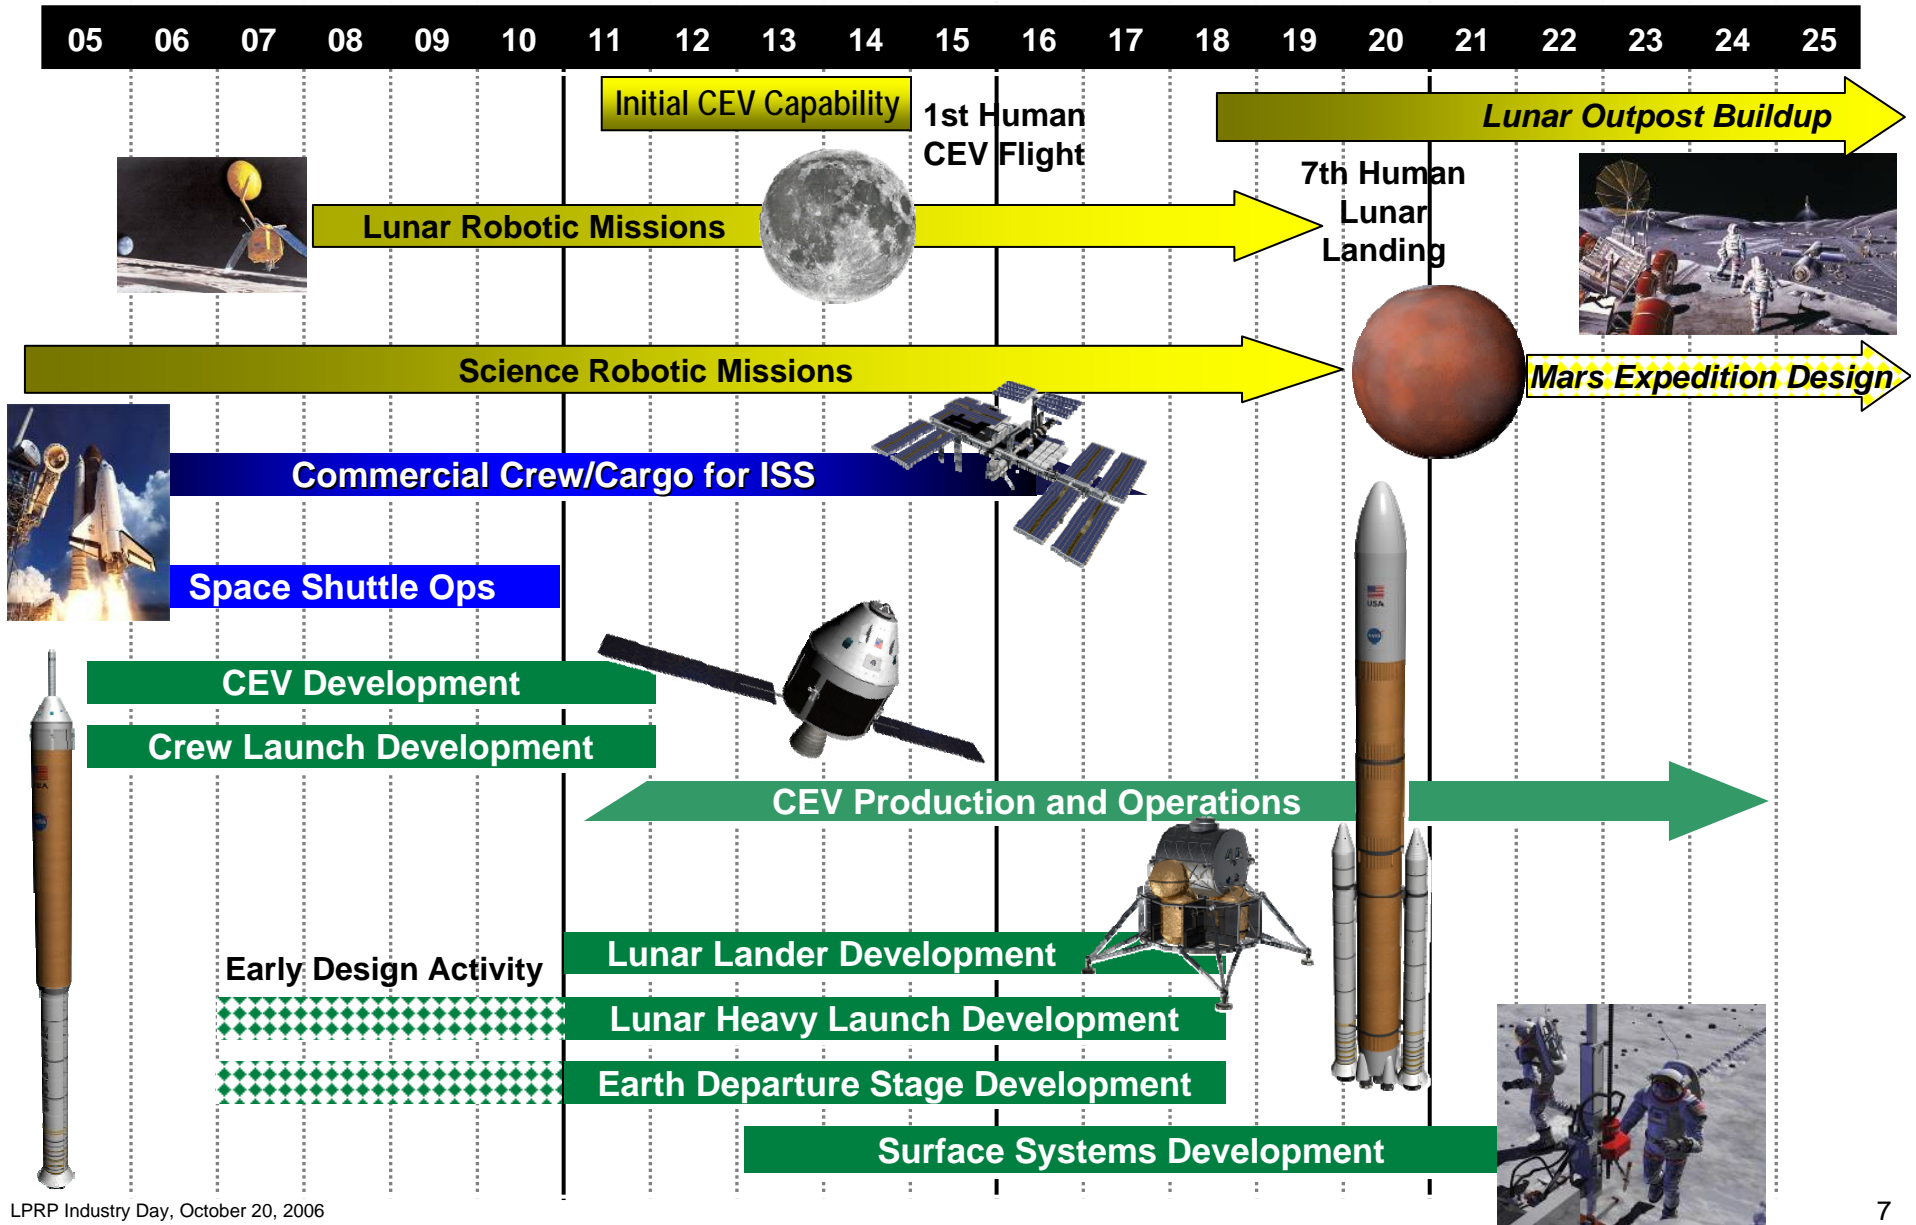 05 06 07 08 09 10 11 12 13 14 15 16 17 18 19 20 21 22 23 24 25
Initial CEV Capability
1st Human
CEV Flight
Lunar Outpost Buildup
7th Human
Lunar
Landing
Lunar Robotic Missions
Science Robotic Missions
Mars Expedition Design
Commercial Crew/Cargo for ISS
Space Shuttle Ops
USA
CEV Development
Crew Launch Development
CEV Production and Operations
Lunar Lander Development
Early Design Activity
Lunar Heavy Launch Development
Earth Departure Stage Development
Surface Systems Development
LPRP Industry Day, October 20, 2006
7